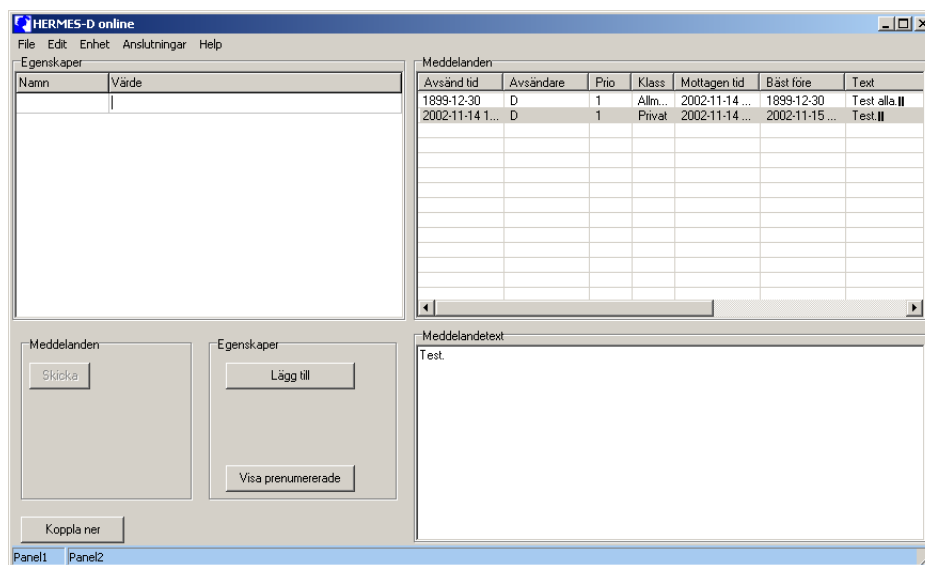 HERMES-D online
File Edit Enhet Anslutningar Help
Egenskaper
Namn Värde
Meddelanden
Avsänd tid Avsändare Prio Klass Mottagen tid Bäst före Text
1899-12-30 D 1 Allm... 2002-11-14 ... 1899-12-30 Test alla.
2002-11-14 1... D 1 Privat 2002-11-14 ... 2002-11-15 ... Test.
Meddelanden
Skicka
Egenskaper
Lägg till
Visa prenumererade
Koppla ner
Meddelandetext
Test.
Panel1 Panel2